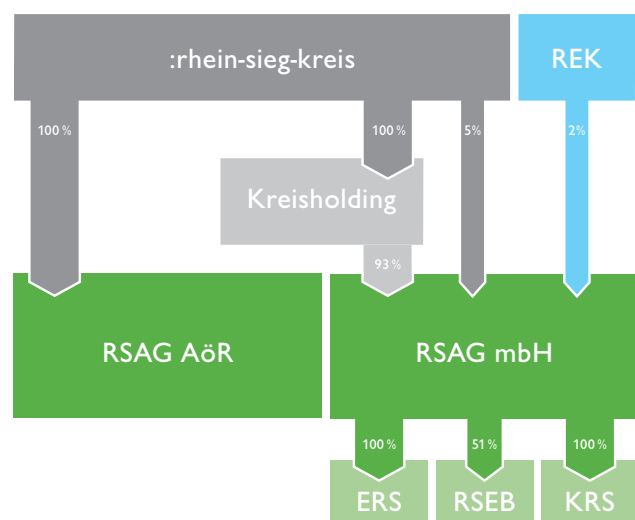 :rhein-sieg-kreis
REK
100 %
100 %
5%
2%
Kreisholding
93 %
RSAG AöR
RSAG mbH
100 %
51 %
100 %
ERS
RSEB
KRS